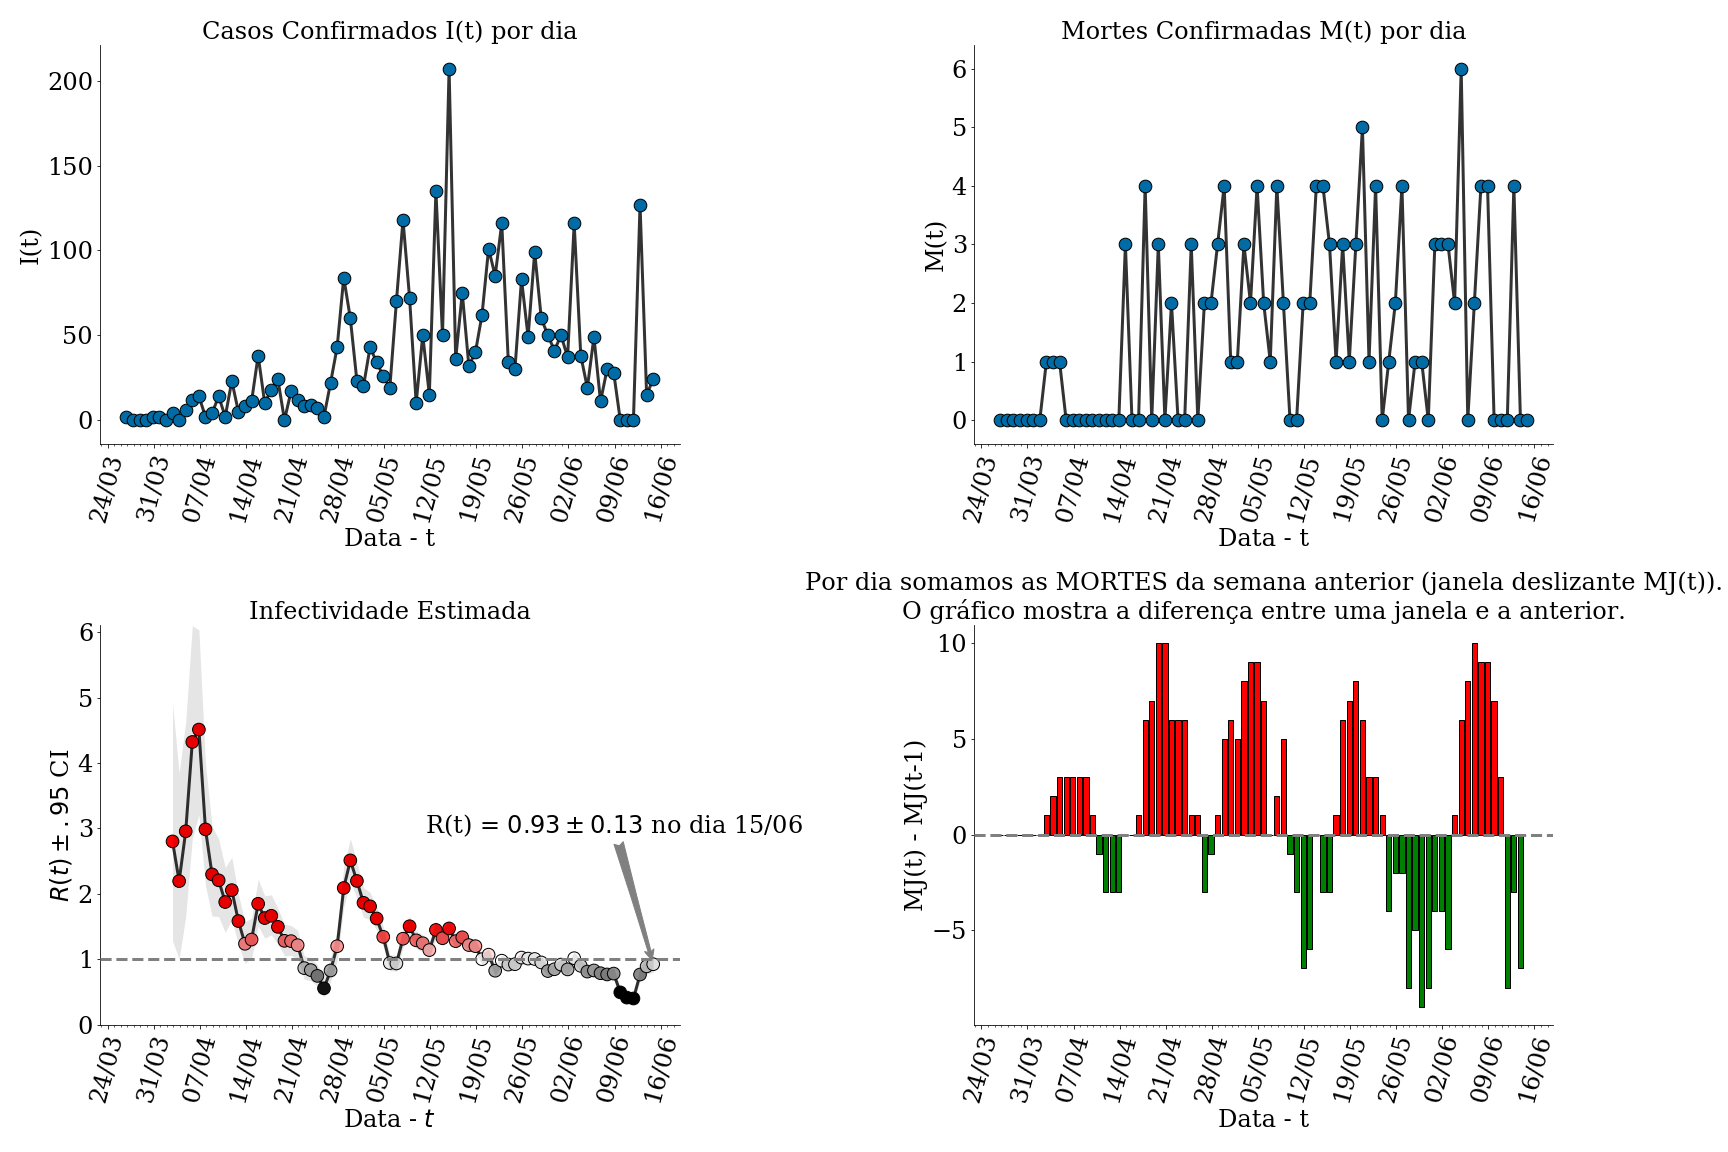 Casos Confirmados I(t) por dia
I(t)
200
150
100
50
0
24/03 31/03 07/04 14/04 21/04 28/04 05/05 12/05 19/05 26/05 02/06 09/06 16/06
Data - t
Mortes Confirmadas M(t) por dia
M(t)
6
5
4
3
2
1
0
24/03 31/03 07/04 14/04 21/04 28/04 05/05 12/05 19/05 26/05 02/06 09/06 16/06
Data - t
Infectividade Estimada
R(t) ± .95 CI
6
5
4
3
2
1
0
R(t) = 0.93 ± 0.13 no dia 15/06
24/03 31/03 07/04 14/04 21/04 28/04 05/05 12/05 19/05 26/05 02/06 09/06 16/06
Data - t
Por dia somamos as MORTES da semana anterior (janela deslizante MJ(t)).
O gráfico mostra a diferença entre uma janela e a anterior.
MJ(t) - MJ(t-1)
10
5
0
−5
24/03 31/03 07/04 14/04 21/04 28/04 05/05 12/05 19/05 26/05 02/06 09/06 16/06
Data - t